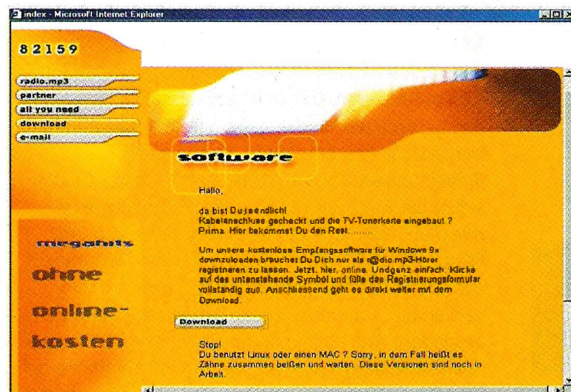 index - Microsoft Internet Explorer
82159
radio.mp3
partner
all you need
download
e-mail
software
Hallo,
da bist Du ja endlich!
Kabelanschluss gecheckt und die TV-Tunerkarte eingebaut ?
Prima. Hier bekommst Du den Rest.........
Um unsere kostenlose Empfangssoftware für Windows 9x
downzuloaden brauchst Du Dich nur als r@dio.mp3-Hörer
registrieren zu lassen. Jetzt, hier, online. Und ganz einfach. Klicke
auf das untenstehende Symbol und fülle das Registrierungsformular
vollständig aus. Anschliessend geht es direkt weiter mit dem
Download.
Download
Stop!
Du benutzt Linux oder einen MAC ? Sorry, in dem Fall heißt es
Zähne zusammen beißen und warten. Diese Versionen sind noch in
Arbeit.
megahits
ohne
online-
kosten